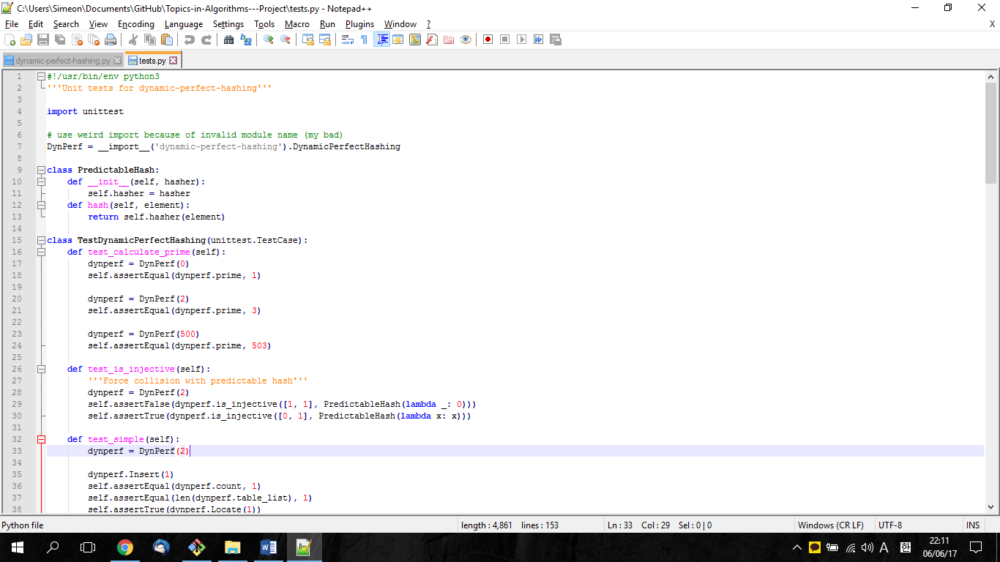 C:\Users\Simeon\Documents\GitHub\Topics-in-Algorithms---Project\tests.py - Notepad++
File Edit Search View Encoding Language Settings Tools Macro Run Plugins Window ? X
dynamic-perfect-hashing.py tests.py
1 #!/usr/bin/env python3
2 '''Unit tests for dynamic-perfect-hashing'''
3
4 import unittest
5
6 # use weird import because of invalid module name (my bad)
7 DynPerf = __import__('dynamic-perfect-hashing').DynamicPerfectHashing
8
9 class PredictableHash:
10 def __init__(self, hasher):
11 self.hasher = hasher
12 def hash(self, element):
13 return self.hasher(element)
14
15 class TestDynamicPerfectHashing(unittest.TestCase):
16 def test_calculate_prime(self):
17 dynperf = DynPerf(0)
18 self.assertEqual(dynperf.prime, 1)
19
20 dynperf = DynPerf(2)
21 self.assertEqual(dynperf.prime, 3)
22
23 dynperf = DynPerf(500)
24 self.assertEqual(dynperf.prime, 503)
25
26 def test_is_injective(self):
27 '''Force collision with predictable hash'''
28 dynperf = DynPerf(2)
29 self.assertFalse(dynperf.is_injective([1, 1], PredictableHash(lambda _: 0)))
30 self.assertTrue(dynperf.is_injective([0, 1], PredictableHash(lambda x: x)))
31
32 def test_simple(self):
33 dynperf = DynPerf(2)
34
35 dynperf.Insert(1)
36 self.assertEqual(dynperf.count, 1)
37 self.assertEqual(len(dynperf.table_list), 1)
38 self.assertTrue(dynperf.Locate(1))
Python file length : 4,861 lines : 153 Ln : 33 Col : 29 Sel : 0 | 0 Windows (CR LF) UTF-8 INS
A 한 22:11
06/06/17